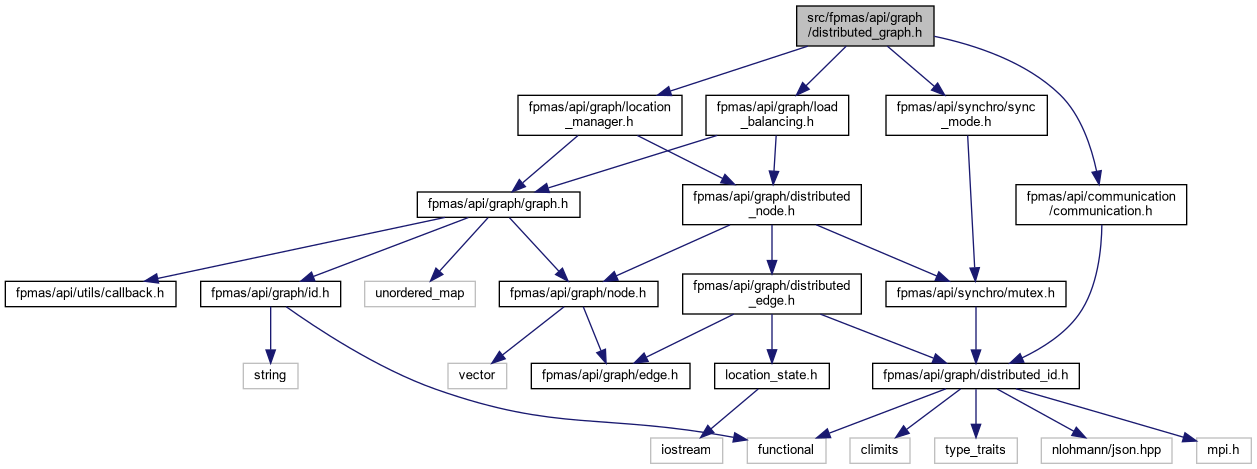 src/fpmas/api/graph
/distributed_graph.h
fpmas/api/graph/location
_manager.h
fpmas/api/graph/load
_balancing.h
fpmas/api/synchro/sync
_mode.h
fpmas/api/graph/graph.h
fpmas/api/graph/distributed
_node.h
fpmas/api/communication
/communication.h
fpmas/api/utils/callback.h
fpmas/api/graph/id.h
unordered_map
fpmas/api/graph/node.h
fpmas/api/graph/distributed
_edge.h
fpmas/api/synchro/mutex.h
string
vector
fpmas/api/graph/edge.h
location_state.h
fpmas/api/graph/distributed_id.h
iostream
functional
climits
type_traits
nlohmann/json.hpp
mpi.h